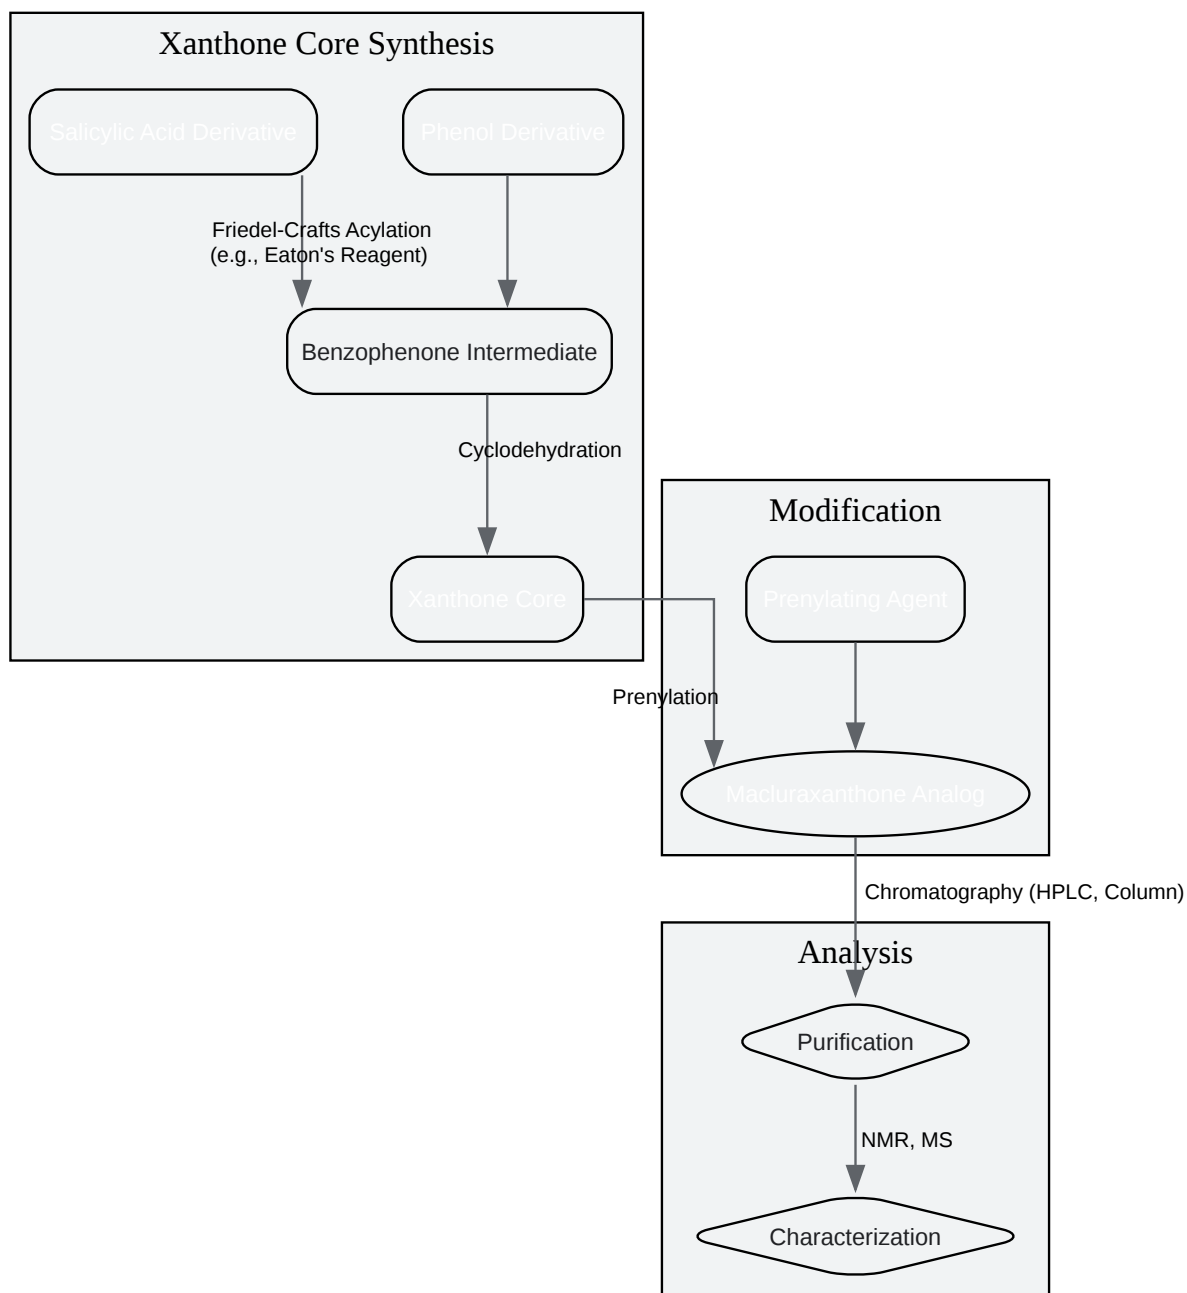 Xanthone Core Synthesis
Salicylic Acid Derivative
Phenol Derivative
Friedel-Crafts Acylation
(e.g., Eaton's Reagent)
Benzophenone Intermediate
Cyclodehydration
Xanthone Core
Modification
Prenylating Agent
Prenylation
Macluraxanthone Analog
Chromatography (HPLC, Column)
Analysis
Purification
NMR, MS
Characterization